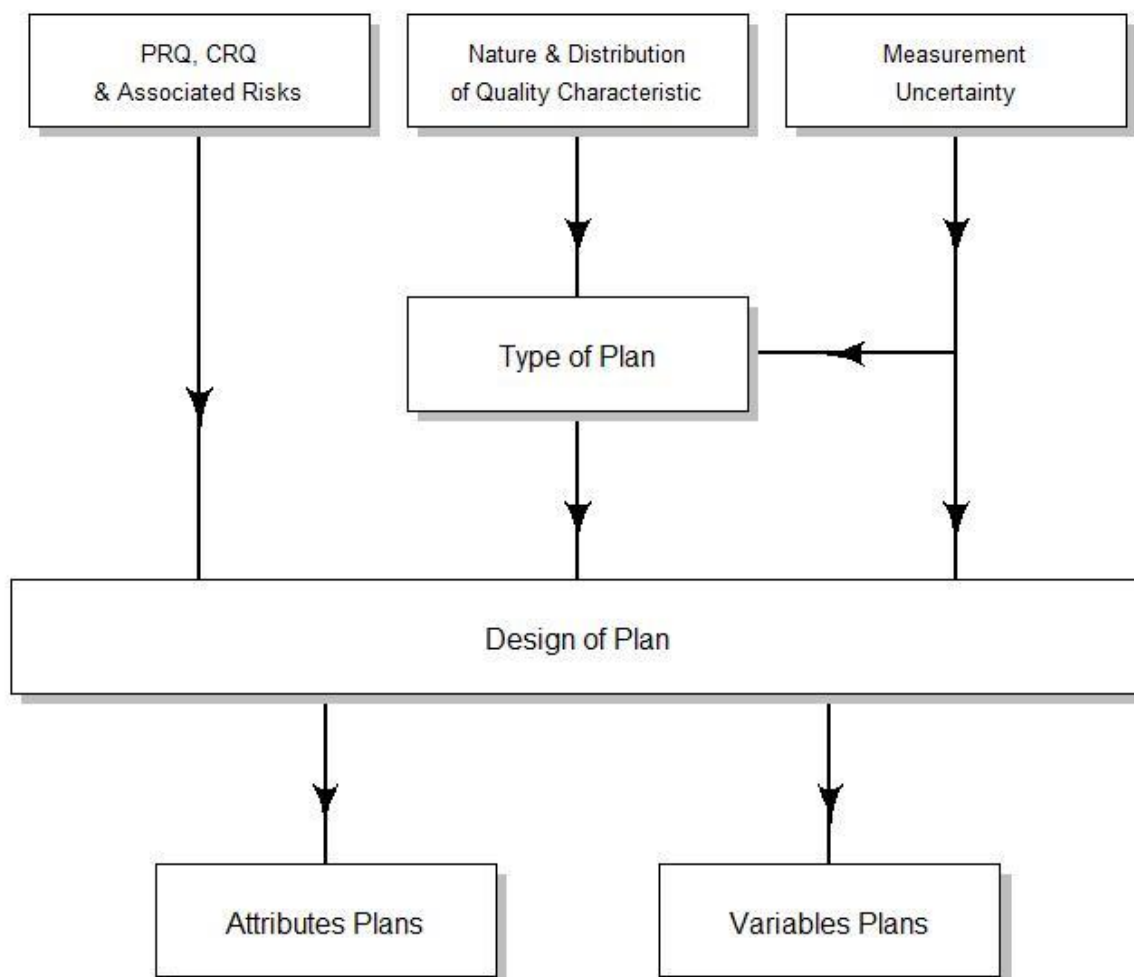 PRQ, CRQ
& Associated Risks
Nature & Distribution
of Quality Characteristic
Measurement
Uncertainty
Type of Plan
Design of Plan
Attributes Plans
Variables Plans